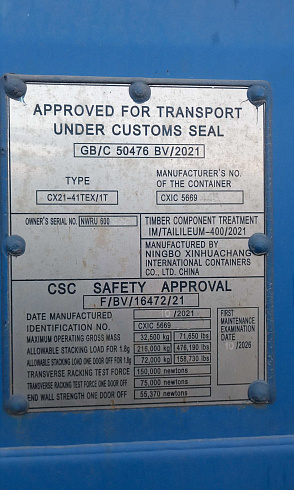 APPROVED FOR TRANSPORT
UNDER CUSTOMS SEAL
GB/C 50476 BV/2021
TYPE
MANUFACTURER'S NO.
OF THE CONTAINER
CX21-41TEX/1T
CXIC 5669
OWNER'S SERIAL NO. NWRU 600
TIMBER COMPONENT TREATMENT
IM/TAILILEUM-400/2021
MANUFACTURED BY
NINGBO XINHUACHANG
INTERNATIONAL CONTAINERS
CO., LTD. CHINA
CSC SAFETY APPROVAL
F/BV/16472/21
DATE MANUFACTURED /2021
IDENTIFICATION NO. CXIC 5669
MAXIMUM OPERATING GROSS MASS 32,500 kg 71,650 lbs
ALLOWABLE STACKING LOAD FOR 1.8g 216,000 kg 476,190 lbs
ALLOWABLE STACKING LOAD ONE DOOR OFF FOR 1.8g 72,000 kg 158,730 lbs
TRANSVERSE RACKING TEST FORCE 150,000 newtons
TRANSVERSE RACKING TEST FORCE ONE DOOR OFF 75,000 newtons
END WALL STRENGTH ONE DOOR OFF 55,370 newtons
FIRST
MAINTENANCE
EXAMINATION
DATE
/2026